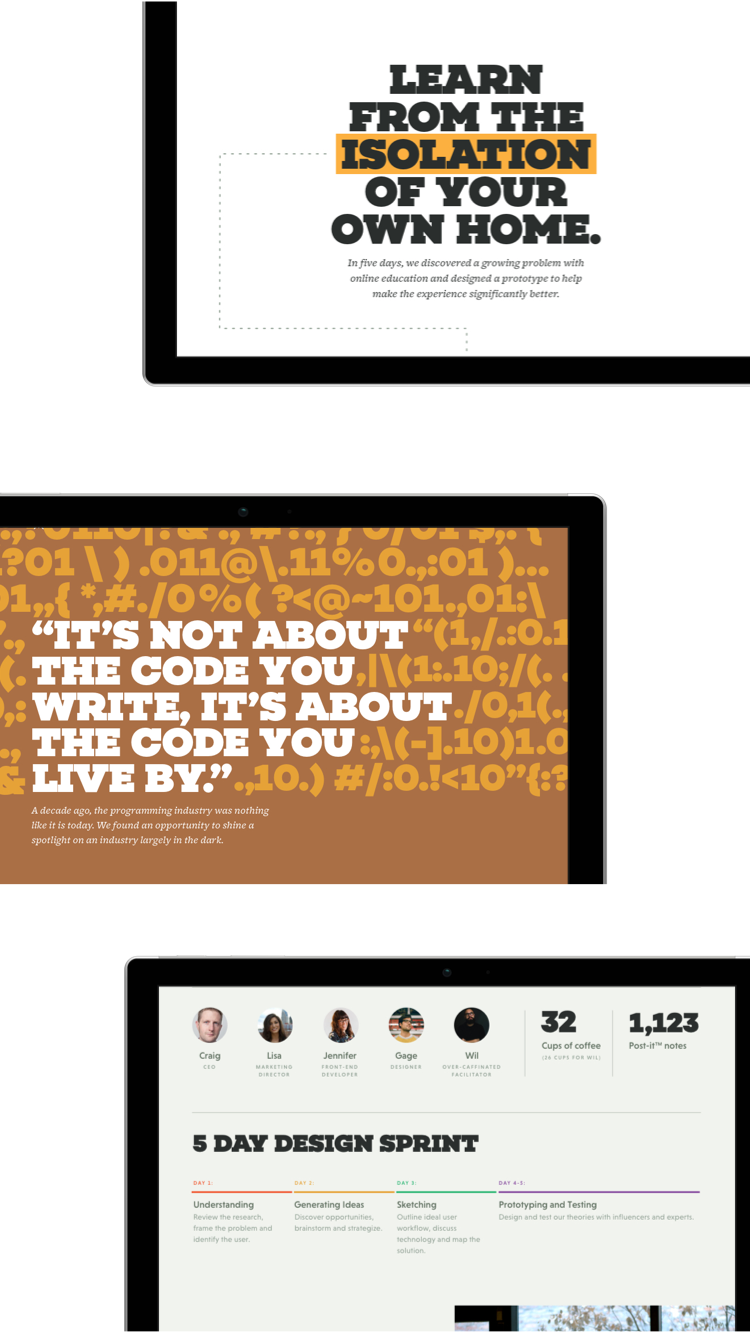 LEARN
FROM THE
ISOLATION
OF YOUR
OWN HOME.
In five days, we discovered a growing problem with
online education and designed a prototype to help
make the experience significantly better.
?01 \ ) .011@\.11%0.,:01 )...
01,,{ *,#./0%( ?<@~101.,01:\
“IT’S NOT ABOUT “(1,/.:0.1
THE CODE YOU ,|\(1:.10;/(. .
WRITE, IT’S ABOUT ./0,1(.,
THE CODE YOU :,\(-].10)1.0
& LIVE BY.” .,10.) #/:0.!<10”{:?
A decade ago, the programming industry was nothing
like it is today. We found an opportunity to shine a
spotlight on an industry largely in the dark.
Craig
CEO
Lisa
MARKETING
DIRECTOR
Jennifer
FRONT-END
DEVELOPER
Gage
DESIGNER
Wil
OVER-CAFFINATED
FACILITATOR
32
Cups of coffee
(26 CUPS FOR WIL)
1,123
Post-it™ notes
5 DAY DESIGN SPRINT
DAY 1:
Understanding
Review the research,
frame the problem and
identify the user.
DAY 2:
Generating Ideas
Discover opportunities,
brainstorm and strategize.
DAY 3:
Sketching
Outline ideal user
workflow, discuss
technology and map the
solution.
DAY 4-5:
Prototyping and Testing
Design and test our theories with influencers and experts.